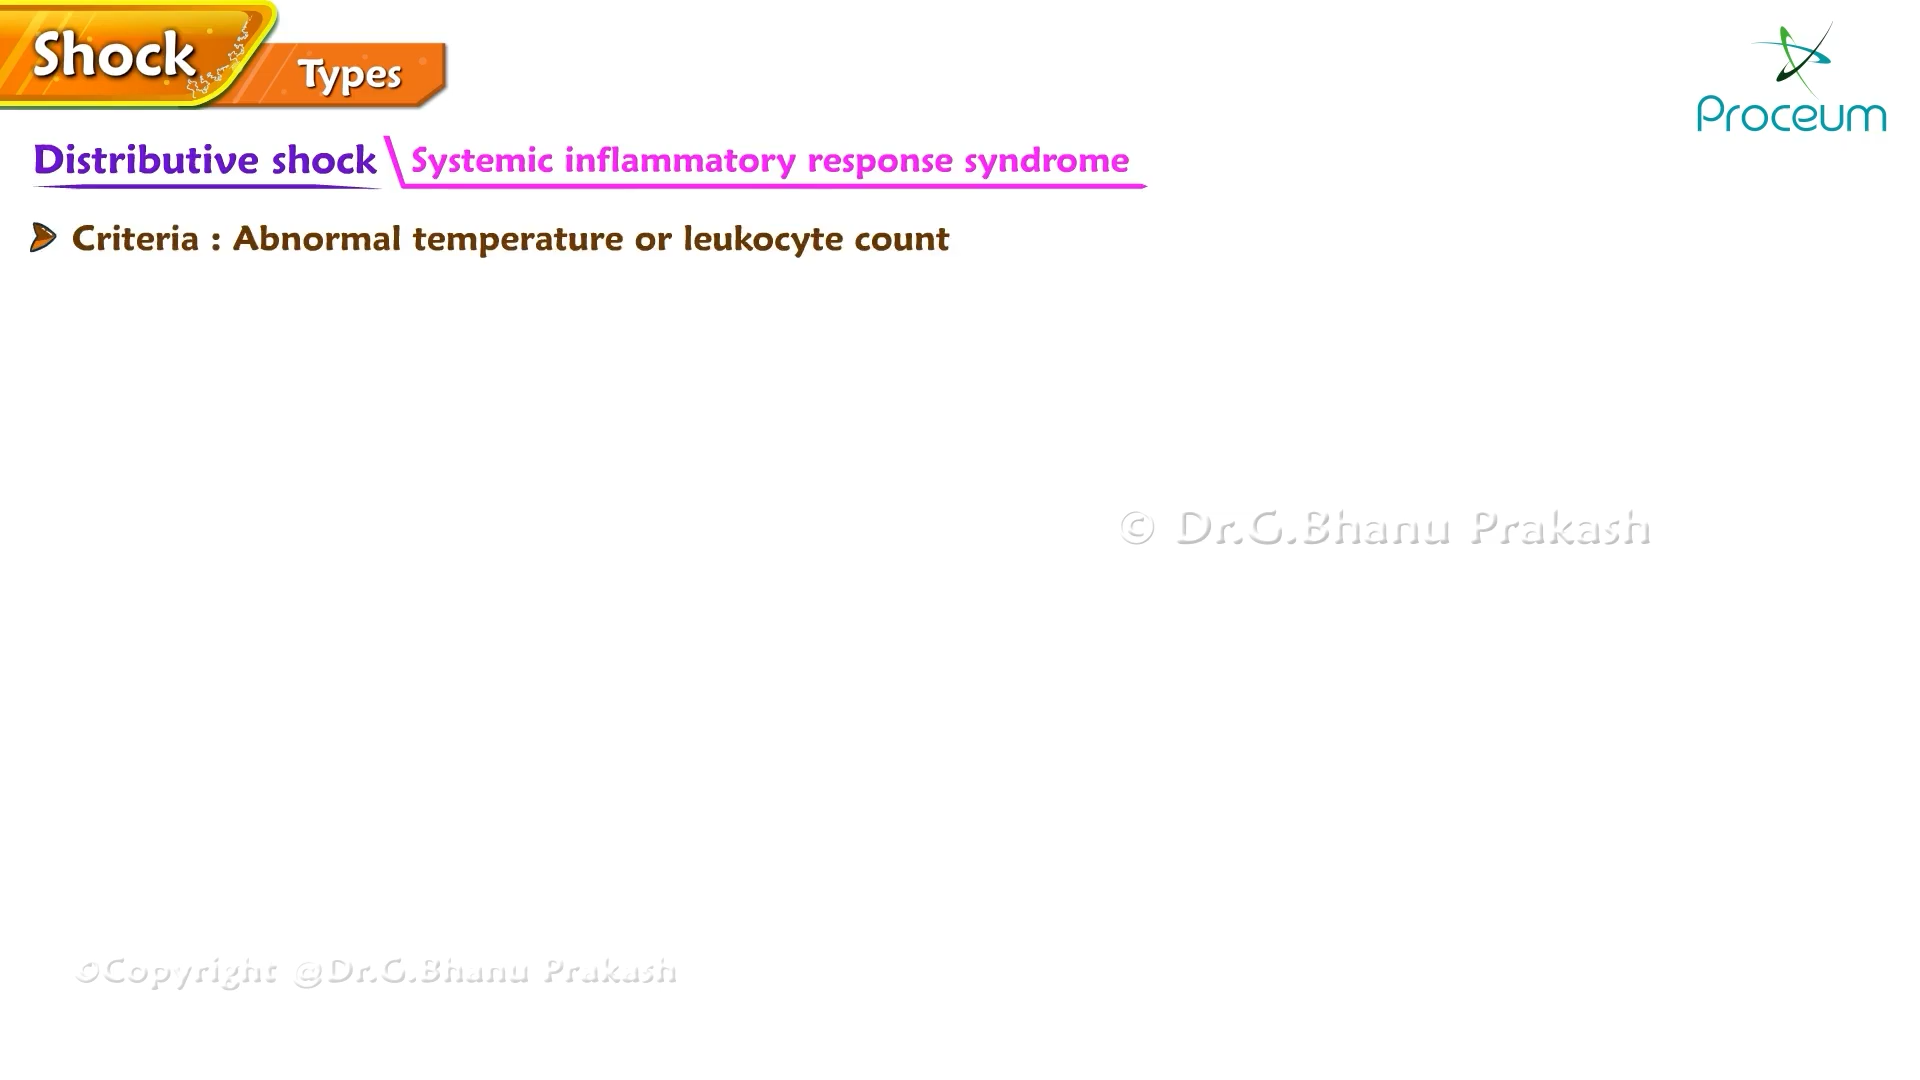 Shock
Types
Proceum
Distributive shock
Systemic inflammatory response syndrome
Criteria : Abnormal temperature or leukocyte count
© Dr.G.Bhanu Prakash
©Copyright @Dr.G.Bhanu Prakash